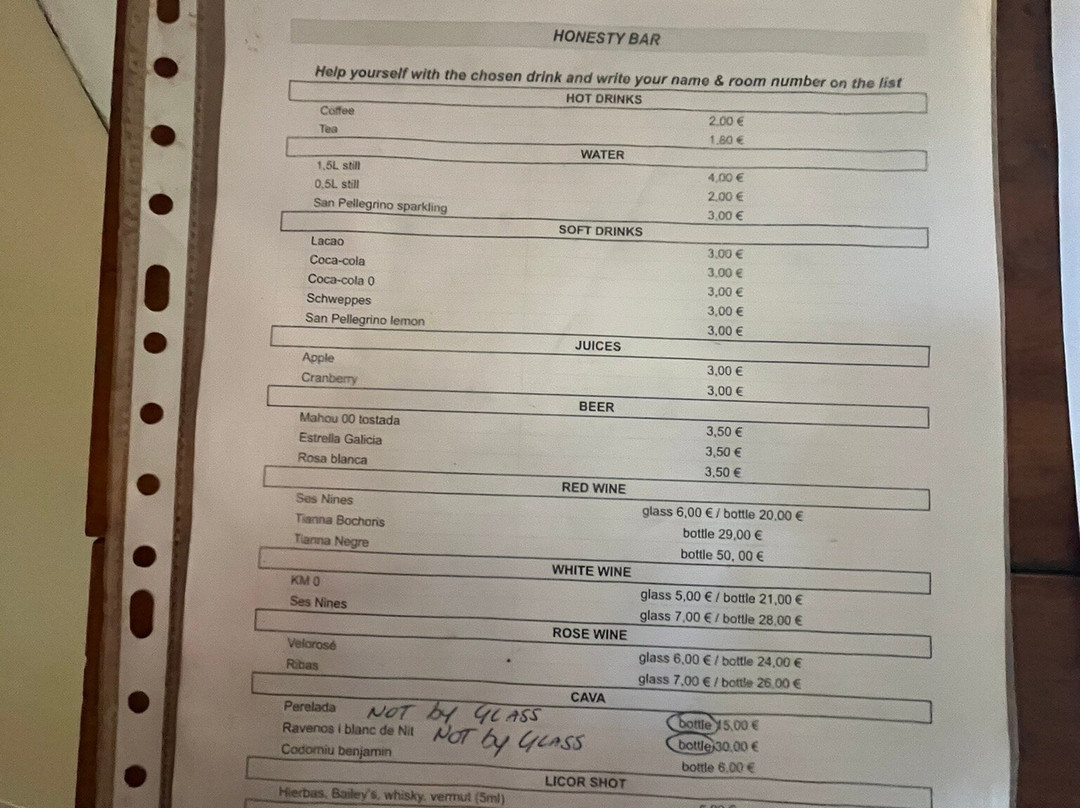 HONESTY BAR
Help yourself with the chosen drink and write your name & room number on the list
HOT DRINKS
Coffee 2,00 €
Tea 1,80 €
WATER
1,5L still 4,00 €
0,5L still 2,00 €
San Pellegrino sparkling 3,00 €
SOFT DRINKS
Lacao 3,00 €
Coca-cola 3,00 €
Coca-cola 0 3,00 €
Schweppes 3,00 €
San Pellegrino lemon 3,00 €
JUICES
Apple 3,00 €
Cranberry 3,00 €
BEER
Mahou 00 tostada 3,50 €
Estrella Galicia 3,50 €
Rosa blanca 3,50 €
RED WINE
Ses Nines glass 6,00 € / bottle 20,00 €
Tianna Bochoris bottle 29,00 €
Tianna Negre bottle 50, 00 €
WHITE WINE
KM 0 glass 5,00 € / bottle 21,00 €
Ses Nines glass 7,00 € / bottle 28,00 €
ROSE WINE
Velorosé glass 6,00 € / bottle 24,00 €
Ribas glass 7,00 € / bottle 26,00 €
CAVA
Perelada NOT by GLASS bottle 15,00 €
Ravenos i blanc de Nit NOT by GLASS bottle 30,00 €
Codorniu benjamin bottle 6,00 €
LICOR SHOT
Hierbas, Bailey's, whisky, vermut (5ml)